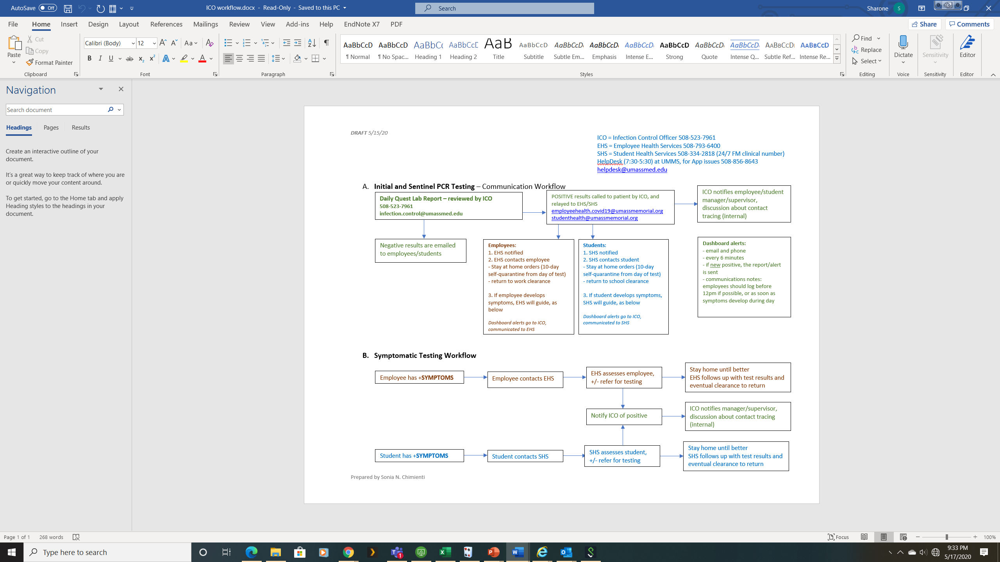 AutoSave Off
ICO workflow.docx - Read-Only - Saved to this PC
Search
Sharone S
File Home Insert Design Layout References Mailings Review View Add-ins Help EndNote X7 PDF
Share Comments
Paste
Cut
Copy
Format Painter
Clipboard
Calibri (Body) 12
Font
Paragraph
AaBbCcD AaBbCcD AaBbCc AaBbCcD AaB AaBbCcD AaBbCcD AaBbCcD AaBbCcD AaBbCcD AaBbCcD AaBbCcD AaBbCcD AaBbCcD
¶ Normal ¶ No Spac... Heading 1 Heading 2 Title Subtitle Subtle Em... Emphasis Intense E... Strong Quote Intense Q... Subtle Ref... Intense Re...
Styles
Find
Replace
Select
Editing
Dictate
Voice
Sensitivity
Sensitivity
Editor
Editor
Navigation
Search document
Headings Pages Results
Create an interactive outline of your
document.
It's a great way to keep track of where you are
or quickly move your content around.
To get started, go to the Home tab and apply
Heading styles to the headings in your
document.
DRAFT 5/15/20
ICO = Infection Control Officer 508-523-7961
EHS = Employee Health Services 508-793-6400
SHS = Student Health Services 508-334-2818 (24/7 FM clinical number)
HelpDesk (7:30-5:30) at UMMS, for App issues 508-856-8643
helpdesk@umassmed.edu
A. Initial and Sentinel PCR Testing – Communication Workflow
Daily Quest Lab Report – reviewed by ICO
508-523-7961
infection.control@umassmed.edu
POSITIVE results called to patient by ICO, and
relayed to EHS/SHS
employeehealth.covid19@umassmemorial.org
studenthealth@umassmemorial.org
ICO notifies employee/student
manager/supervisor,
discussion about contact
tracing (internal)
Negative results are emailed
to employees/students
Employees:
1. EHS notified
2. EHS contacts employee
- Stay at home orders (10-day
self-quarantine from day of test)
- return to work clearance
3. If employee develops
symptoms, EHS will guide, as
below
Dashboard alerts go to ICO,
communicated to EHS
Students:
1. SHS notified
2. SHS contacts student
- Stay at home orders (10-day
self-quarantine from day of test)
- return to school clearance
3. If student develops symptoms,
SHS will guide, as below
Dashboard alerts go to ICO,
communicated to SHS
Dashboard alerts:
- email and phone
- every 6 minutes
- if new positive, the report/alert
is sent
- communications notes:
employees should log before
12pm if possible, or as soon as
symptoms develop during day
B. Symptomatic Testing Workflow
Employee has +SYMPTOMS
Employee contacts EHS
EHS assesses employee,
+/- refer for testing
Stay home until better
EHS follows up with test results and
eventual clearance to return
Notify ICO of positive
ICO notifies manager/supervisor,
discussion about contact tracing
(internal)
Student has +SYMPTOMS
Student contacts SHS
SHS assesses student,
+/- refer for testing
Stay home until better
SHS follows up with test results and
eventual clearance to return
Prepared by Sonia N. Chimienti
Page 1 of 1 268 words
Focus
100%
Type here to search
9:33 PM
5/17/2020